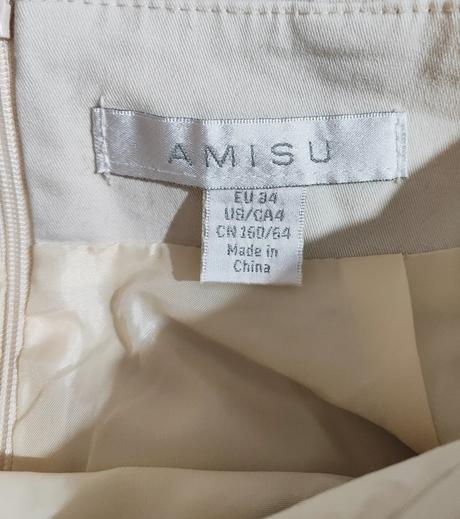 AMISU
EU 34
US/CA4
CN 160/64
Made in
China